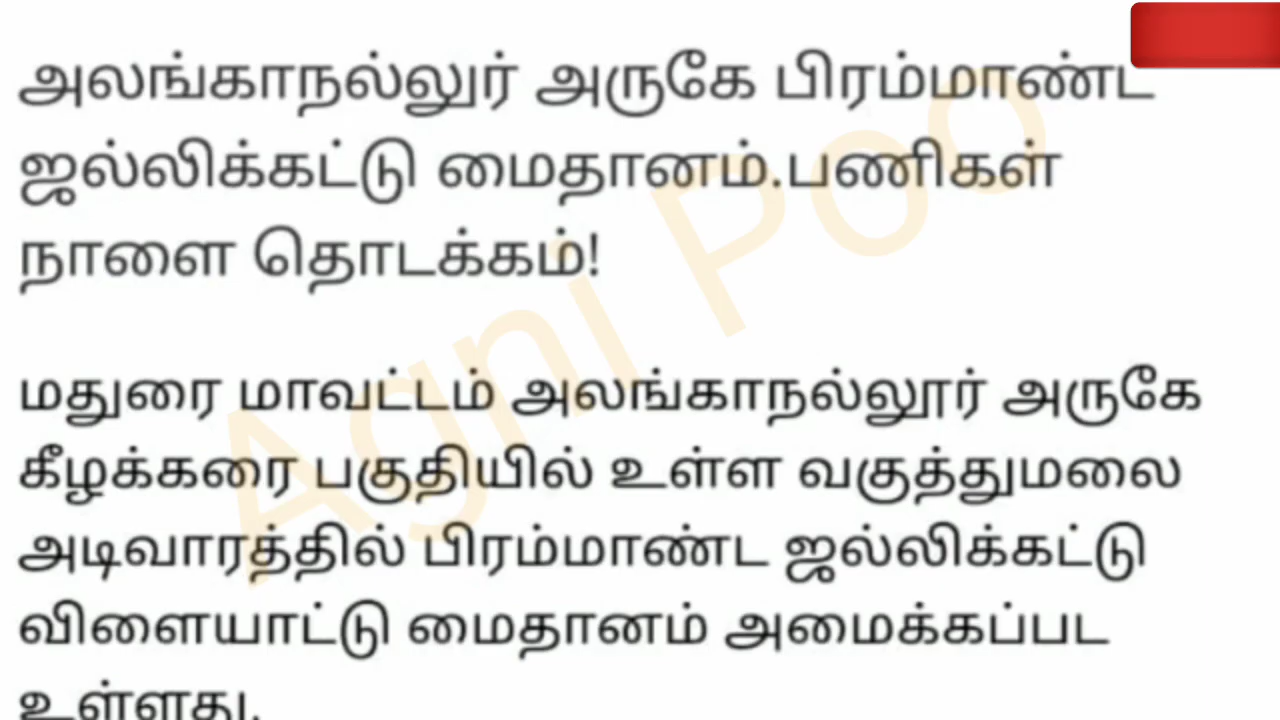 அலங்காநல்லுர் அருகே பிரம்மாண்ட
ஜல்லிக்கட்டு மைதானம்.பணிகள்
நாளை தொடக்கம்!
மதுரை மாவட்டம் அலங்காநல்லூர் அருகே
கீழக்கரை பகுதியில் உள்ள வகுத்துமலை
அடிவாரத்தில் பிரம்மாண்ட ஜல்லிக்கட்டு
விளையாட்டு மைதானம் அமைக்கப்பட
உள்ளது.
Agni Poo